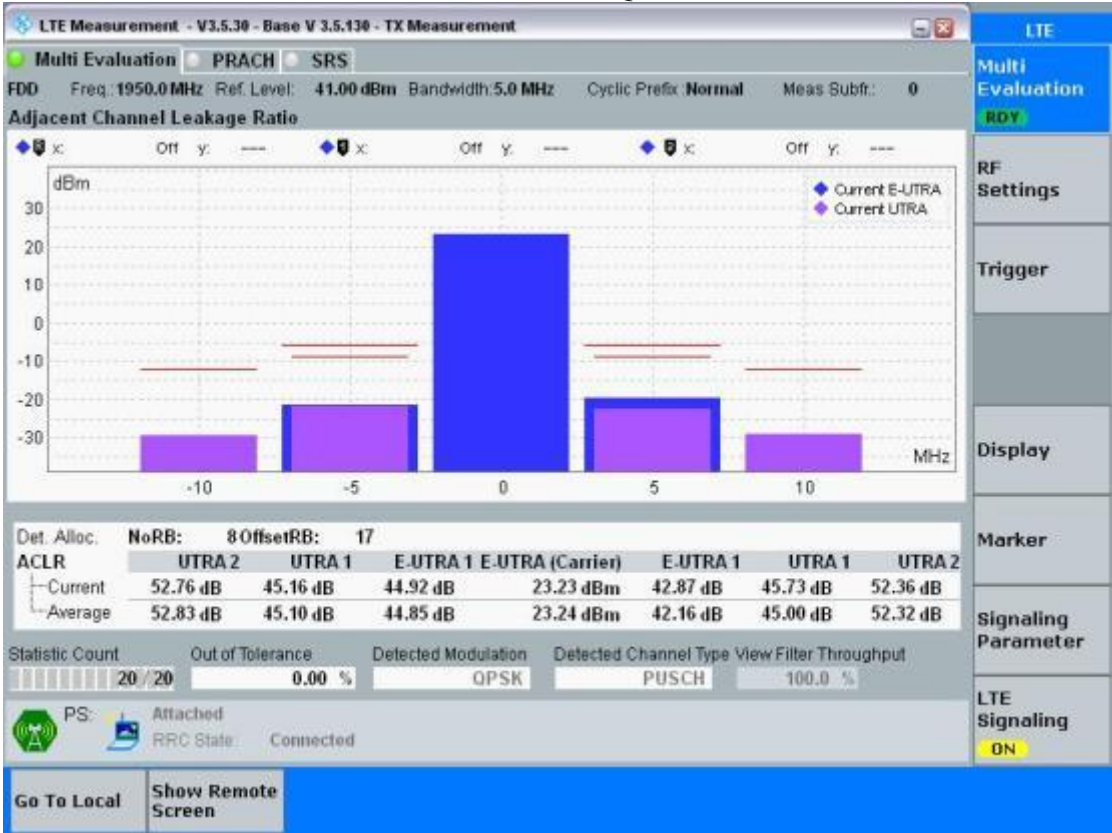 LTE Measurement - V3.5.30 - Base V 3.5.130 - TX Measurement
LTE
Multi Evaluation PRACH SRS
FDD Freq.: 1950.0 MHz Ref. Level: 41.00 dBm Bandwidth: 5.0 MHz Cyclic Prefix: Normal Meas Subfr.: 0
Adjacent Channel Leakage Ratio
x: Off y: --- x: Off y: --- x: Off y: ---
dBm
Current E-UTRA
Current UTRA
30
20
10
0
-10
-20
-30
MHz
-10 -5 0 5 10
Det. Alloc. NoRB: 8 OffsetRB: 17
ACLR UTRA 2 UTRA 1 E-UTRA 1 E-UTRA (Carrier) E-UTRA 1 UTRA 1 UTRA 2
Current 52.76 dB 45.16 dB 44.92 dB 23.23 dBm 42.87 dB 45.73 dB 52.36 dB
Average 52.83 dB 45.10 dB 44.85 dB 23.24 dBm 42.16 dB 45.00 dB 52.32 dB
Statistic Count Out of Tolerance Detected Modulation Detected Channel Type View Filter Throughput
20 / 20 0.00 % QPSK PUSCH 100.0 %
PS: Attached
RRC State: Connected
Multi
Evaluation
RDY
RF
Settings
Trigger
Display
Marker
Signaling
Parameter
LTE
Signaling
ON
Go To Local
Show Remote
Screen